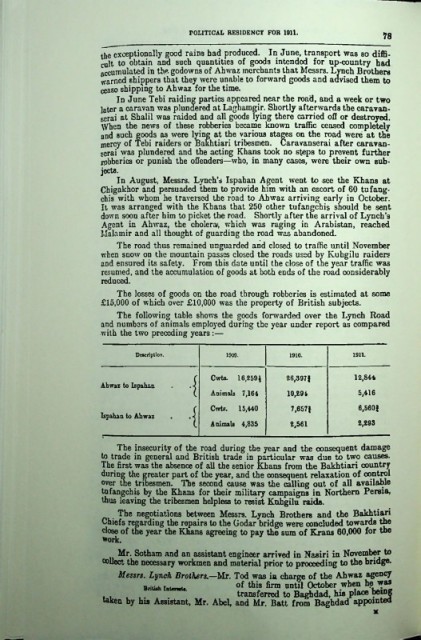 POLITICAL RESIDENCY FOR 1911.
78
the exceptionally good rains had produced. In June, transport was so diffi-
cult to obtain and such quantities of goods intended for up-country had
accumulated in the godowns of Ahwaz merchants that Messrs. Lynch Brothers
warned shippers that they were unable to forward goods and advised them to
cease shipping to Ahwaz for the time.
In June Tebi raiding parties appeared near the road, and a week or two
later a caravan was plundered at Laghamgir. Shortly afterwards the caravan-
serai at Shalil was raided and all goods lying there carried off or destroyed.
When the news of these robberies became known traffic ceased completely
and such goods as were lying at the various stages on the road were at the
mercy of Tebi raiders or Bakhtiari tribesmen. Caravanserai after caravan-
serai was plundered and the acting Khans took no steps to prevent further
robberies or punish the offenders—who, in many cases, were their own sub-
jects.
In August, Messrs. Lynch's Ispahan Agent went to see the Khans at
Chigakhor and persuaded them to provide him with an escort of 60 tufang-
chis with whom he traversed the road to Ahwaz arriving early in October.
It was arranged with the Khans that 250 other tufangchis should be sent
down soon after him to picket the road. Shortly after the arrival of Lynch's
Agent in Ahwaz, the cholera, which was raging in Arabistan, reached
Malamir and all thought of guarding the road was abandoned.
The road thus remained unguarded and closed to traffic until November
when snow on the mountain passes closed the roads used by Kuhgilu raiders
and ensured its safety. From this date until the close of the year traffic was
resumed, and the accumulation of goods at both ends of the road considerably
reduced.
The losses of goods on the road through robberies is estimated at some
£15,000 of which over £10,000 was the property of British subjects.
The following table shows the goods forwarded over the Lynch Road
and numbers of animals employed during the year under report as compared
with the two preceding years :—
Description. 1909. 1910. 1911.
Ahwaz to Ispahan
Cwts. 16,259½ 26,397¾ 12,844
Animals 7,164 19,294 5,416
Ispahan to Ahwaz
Cwts. 15,440 7,657¾ 6,560¾
Animals 4,835 2,561 2,293
The insecurity of the road during the year and the consequent damage
to trade in general and British trade in particular was due to two causes.
The first was the absence of all the senior Khans from the Bakhtiari country
during the greater part of the year, and the consequent relaxation of control
over the tribesmen. The second cause was the calling out of all available
tufangchis by the Khans for their military campaigns in Northern Persia,
thus leaving the tribesmen helpless to resist Kuhgilu raids.
The negotiations between Messrs. Lynch Brothers and the Bakhtiari
Chiefs regarding the repairs to the Godar bridge were concluded towards the
close of the year the Khans agreeing to pay the sum of Krans 60,000 for the
work.
Mr. Sotham and an assistant engineer arrived in Nasiri in November to
collect the necessary workmen and material prior to proceeding to the bridge.
Messrs. Lynch Brothers.—Mr. Tod was in charge of the Ahwaz agency
British Interests.
of this firm until October when he was
transferred to Baghdad, his place being
taken by his Assistant, Mr. Abel, and Mr. Batt from Baghdad appointed